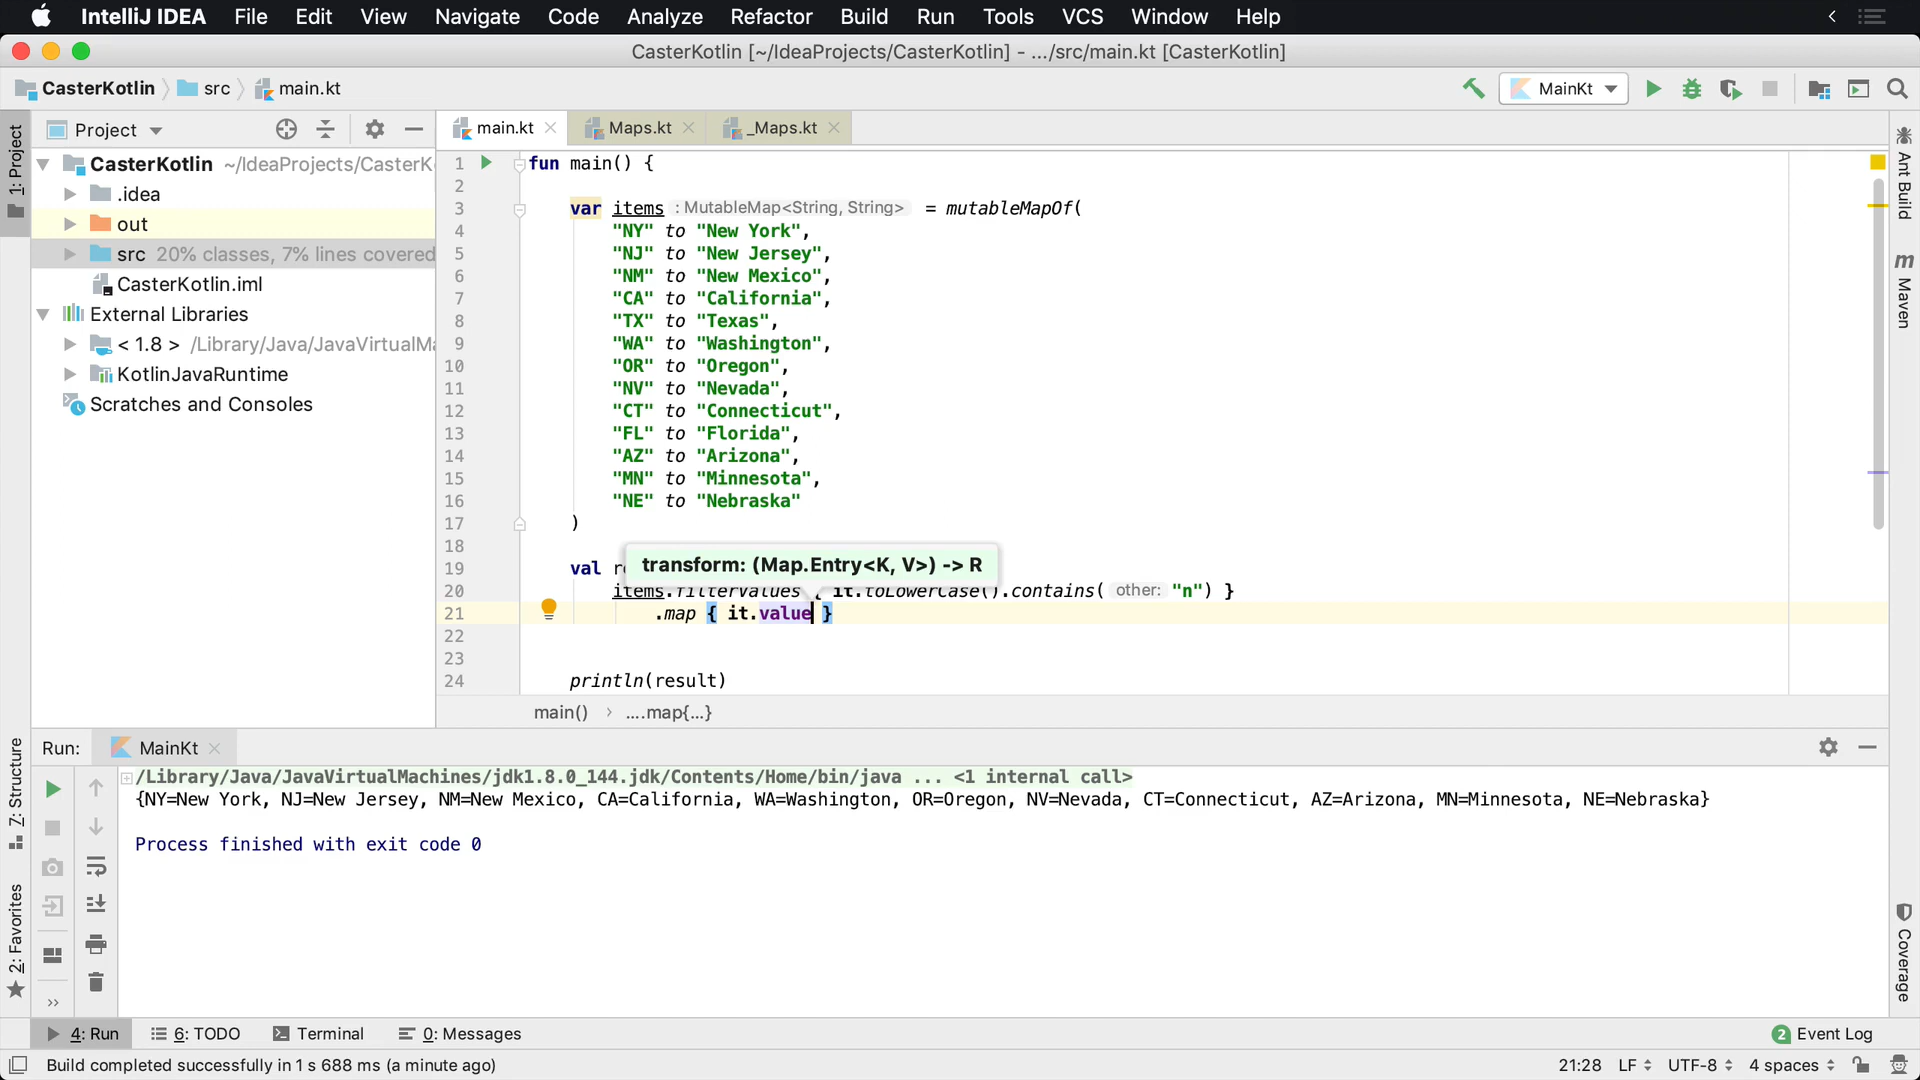 IntelliJ IDEA File Edit View Navigate Code Analyze Refactor Build Run Tools VCS Window Help
CasterKotlin [~/IdeaProjects/CasterKotlin] - .../src/main.kt [CasterKotlin]
CasterKotlin src main.kt MainKt
Project main.kt Maps.kt _Maps.kt
1: Project
CasterKotlin ~/IdeaProjects/CasterK
.idea
out
src 20% classes, 7% lines covered
CasterKotlin.iml
External Libraries
< 1.8 > /Library/Java/JavaVirtualMa
KotlinJavaRuntime
Scratches and Consoles
1 fun main() {
2
3 var items : MutableMap<String, String> = mutableMapOf(
4 "NY" to "New York",
5 "NJ" to "New Jersey",
6 "NM" to "New Mexico",
7 "CA" to "California",
8 "TX" to "Texas",
9 "WA" to "Washington",
10 "OR" to "Oregon",
11 "NV" to "Nevada",
12 "CT" to "Connecticut",
13 "FL" to "Florida",
14 "AZ" to "Arizona",
15 "MN" to "Minnesota",
16 "NE" to "Nebraska"
17 )
18
transform: (Map.Entry<K, V>) -> R
19 val re
20 items.filterValues { it.toLowerCase().contains( other: "n") }
21 .map { it.value }
22
23
24 println(result)
main() › ....map{...}
Ant Build
m Maven
Run: MainKt
/Library/Java/JavaVirtualMachines/jdk1.8.0_144.jdk/Contents/Home/bin/java ... <1 internal call>
{NY=New York, NJ=New Jersey, NM=New Mexico, CA=California, WA=Washington, OR=Oregon, NV=Nevada, CT=Connecticut, AZ=Arizona, MN=Minnesota, NE=Nebraska}
Process finished with exit code 0
Z: Structure
2: Favorites
Coverage
4: Run 6: TODO Terminal 0: Messages 2 Event Log
Build completed successfully in 1 s 688 ms (a minute ago) 21:28 LF UTF-8 4 spaces